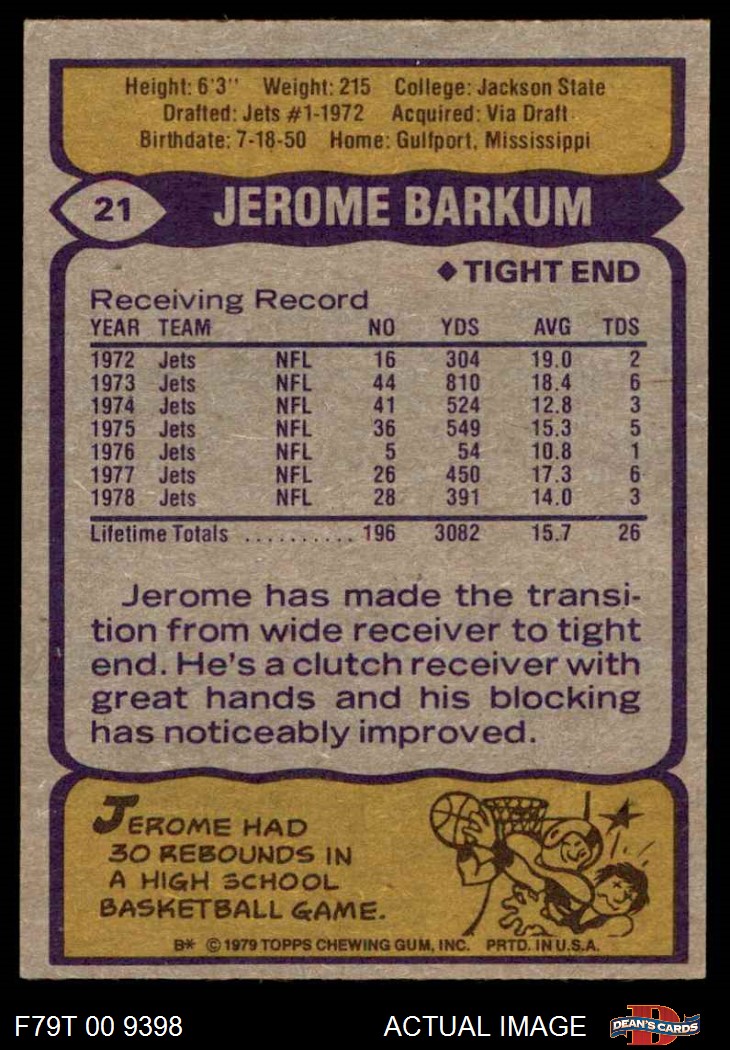 Height: 6'3" Weight: 215 College: Jackson State
Drafted: Jets #1-1972 Acquired: Via Draft
Birthdate: 7-18-50 Home: Gulfport, Mississippi
21 JEROME BARKUM
◆ TIGHT END
Receiving Record
YEAR TEAM NO YDS AVG TDS
1972 Jets NFL 16 304 19.0 2
1973 Jets NFL 44 810 18.4 6
1974 Jets NFL 41 524 12.8 3
1975 Jets NFL 36 549 15.3 5
1976 Jets NFL 5 54 10.8 1
1977 Jets NFL 26 450 17.3 6
1978 Jets NFL 28 391 14.0 3
Lifetime Totals .......... 196 3082 15.7 26
Jerome has made the transi-
tion from wide receiver to tight
end. He's a clutch receiver with
great hands and his blocking
has noticeably improved.
JEROME HAD
30 REBOUNDS IN
A HIGH SCHOOL
BASKETBALL GAME.
B* © 1979 TOPPS CHEWING GUM, INC. PRTD. IN U.S.A.
F79T 00 9398 ACTUAL IMAGE DEAN'S CARDS